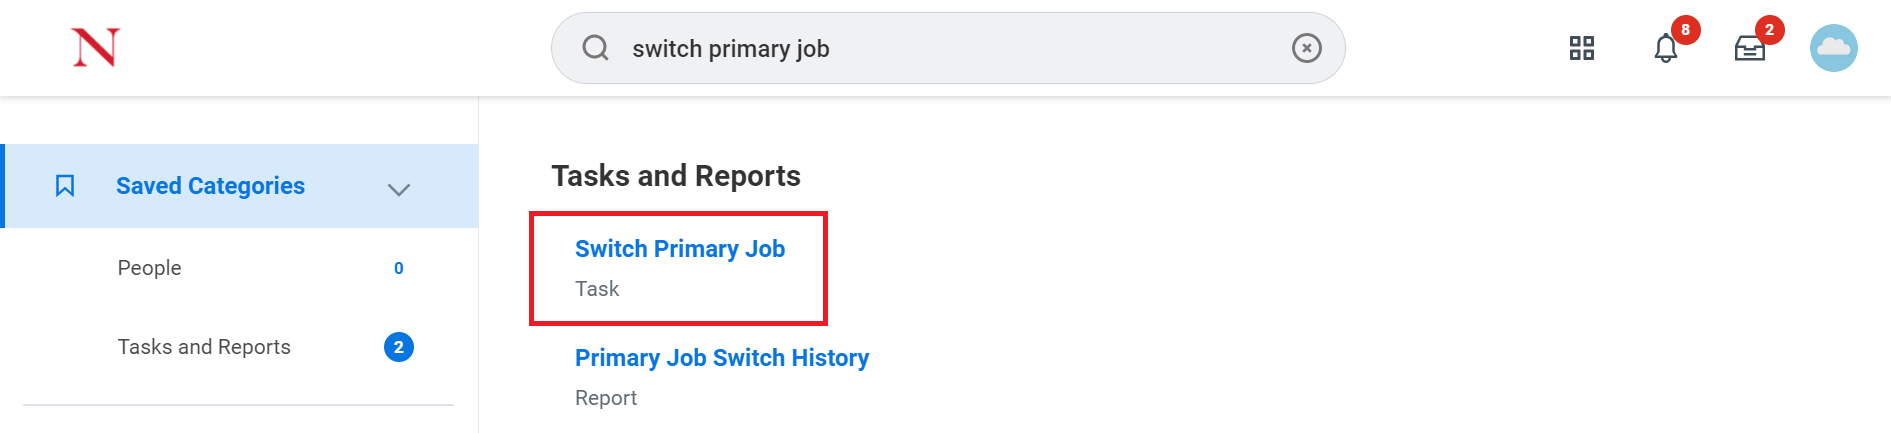 N
switch primary job
8
2
Saved Categories
People 0
Tasks and Reports 2
Tasks and Reports
Switch Primary Job
Task
Primary Job Switch History
Report